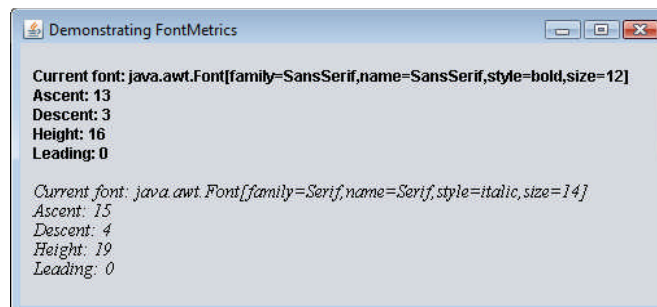 Demonstrating FontMetrics
Current font: java.awt.Font[family=SansSerif,name=SansSerif,style=bold,size=12]
Ascent: 13
Descent: 3
Height: 16
Leading: 0
Current font: java.awt.Font[family=Serif,name=Serif,style=italic,size=14]
Ascent: 15
Descent: 4
Height: 19
Leading: 0